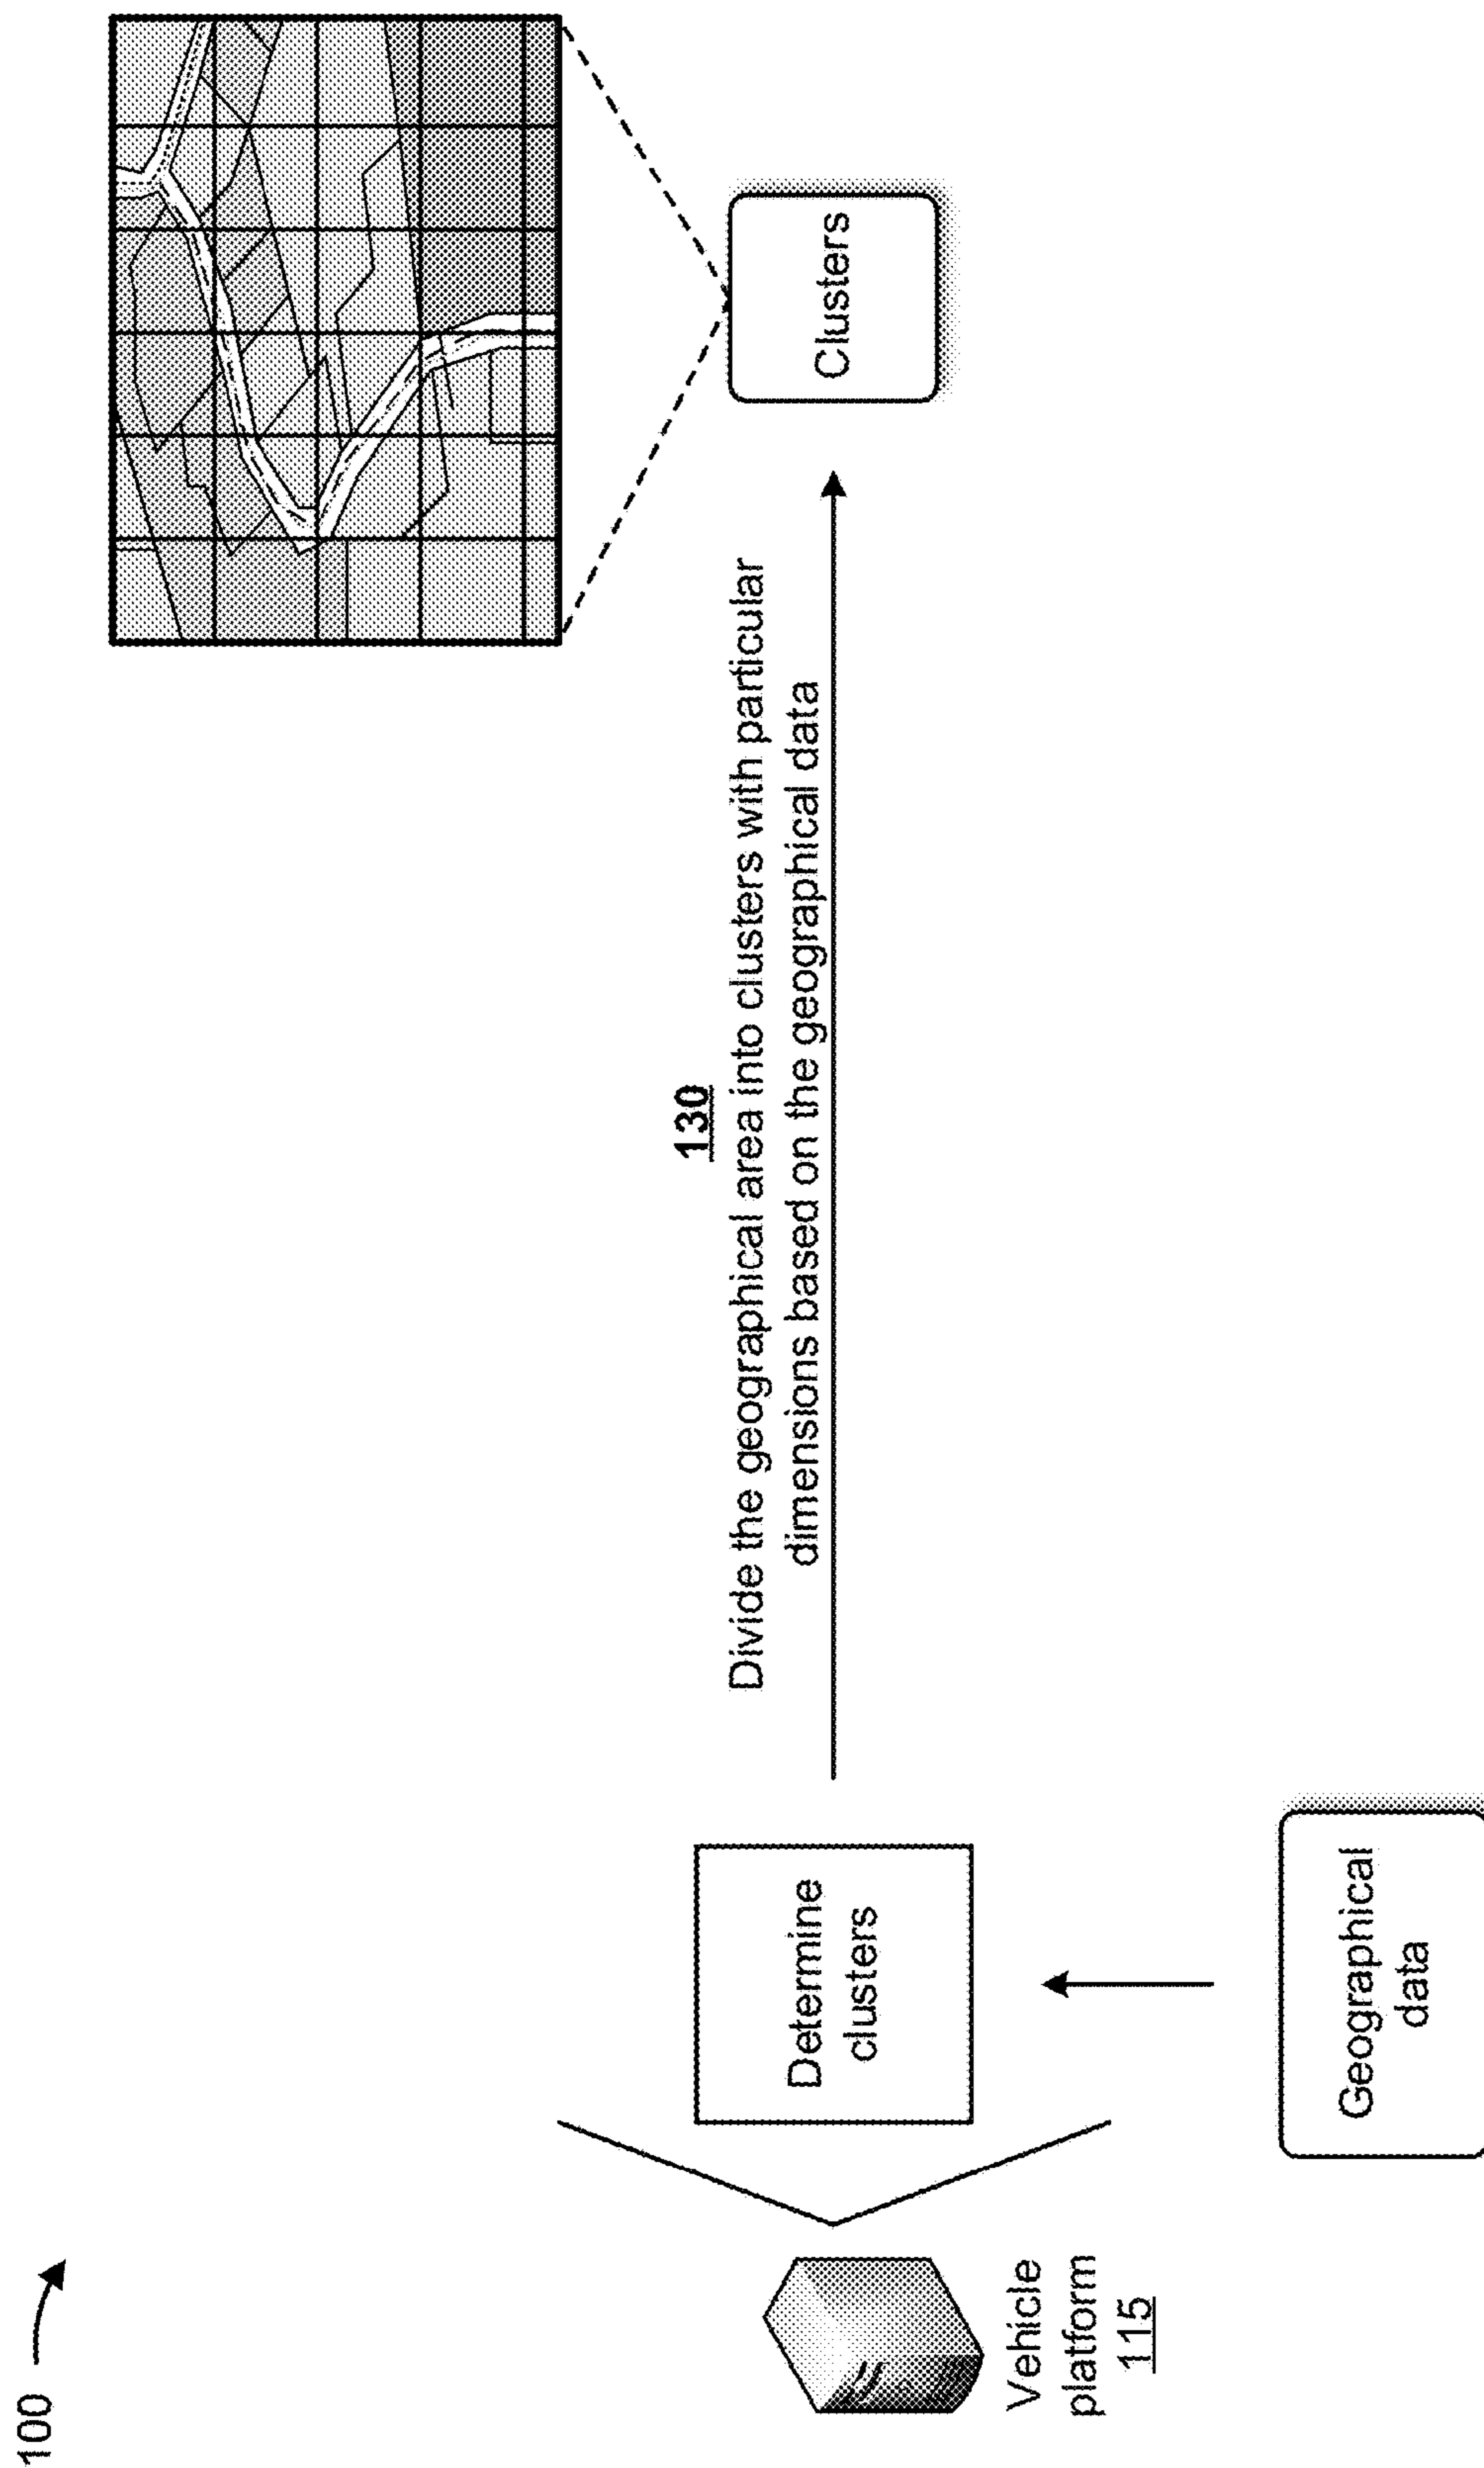 100
130
Divide the geographical area into clusters with particular
dimensions based on the geographical data
Clusters
Determine
clusters
Vehicle
platform
115
Geographical
data